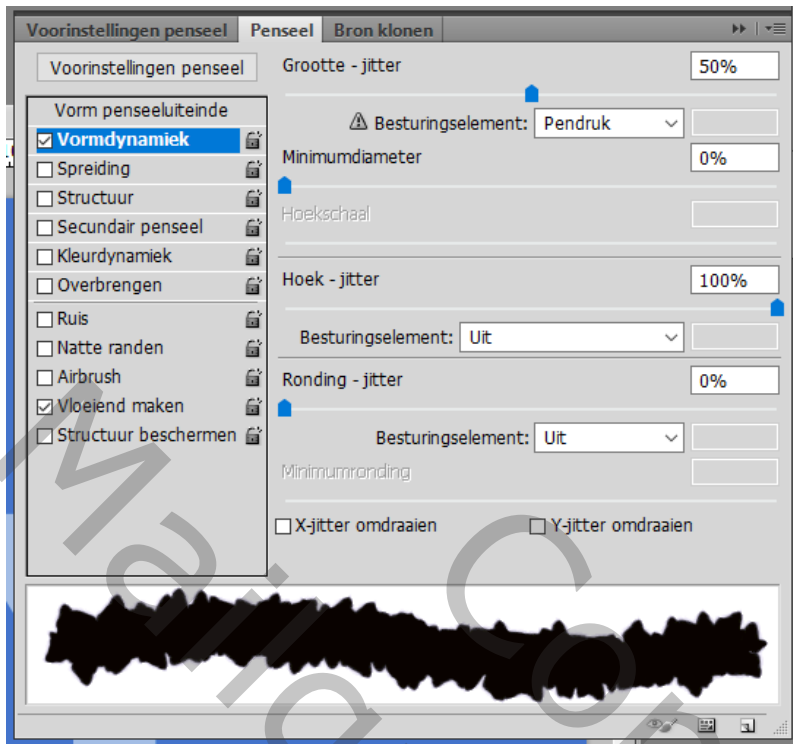 Voorinstellingen penseel Penseel Bron klonen
Voorinstellingen penseel
Vorm penseeluiteinde
Vormdynamiek
Spreiding
Structuur
Secundair penseel
Kleurdynamiek
Overbrengen
Ruis
Natte randen
Airbrush
Vloeiend maken
Structuur beschermen
Grootte - jitter 50%
Besturingselement: Pendruk
Minimumdiameter 0%
Hoekschaal
Hoek - jitter 100%
Besturingselement: Uit
Ronding - jitter 0%
Besturingselement: Uit
Minimumronding
X-jitter omdraaien Y-jitter omdraaien